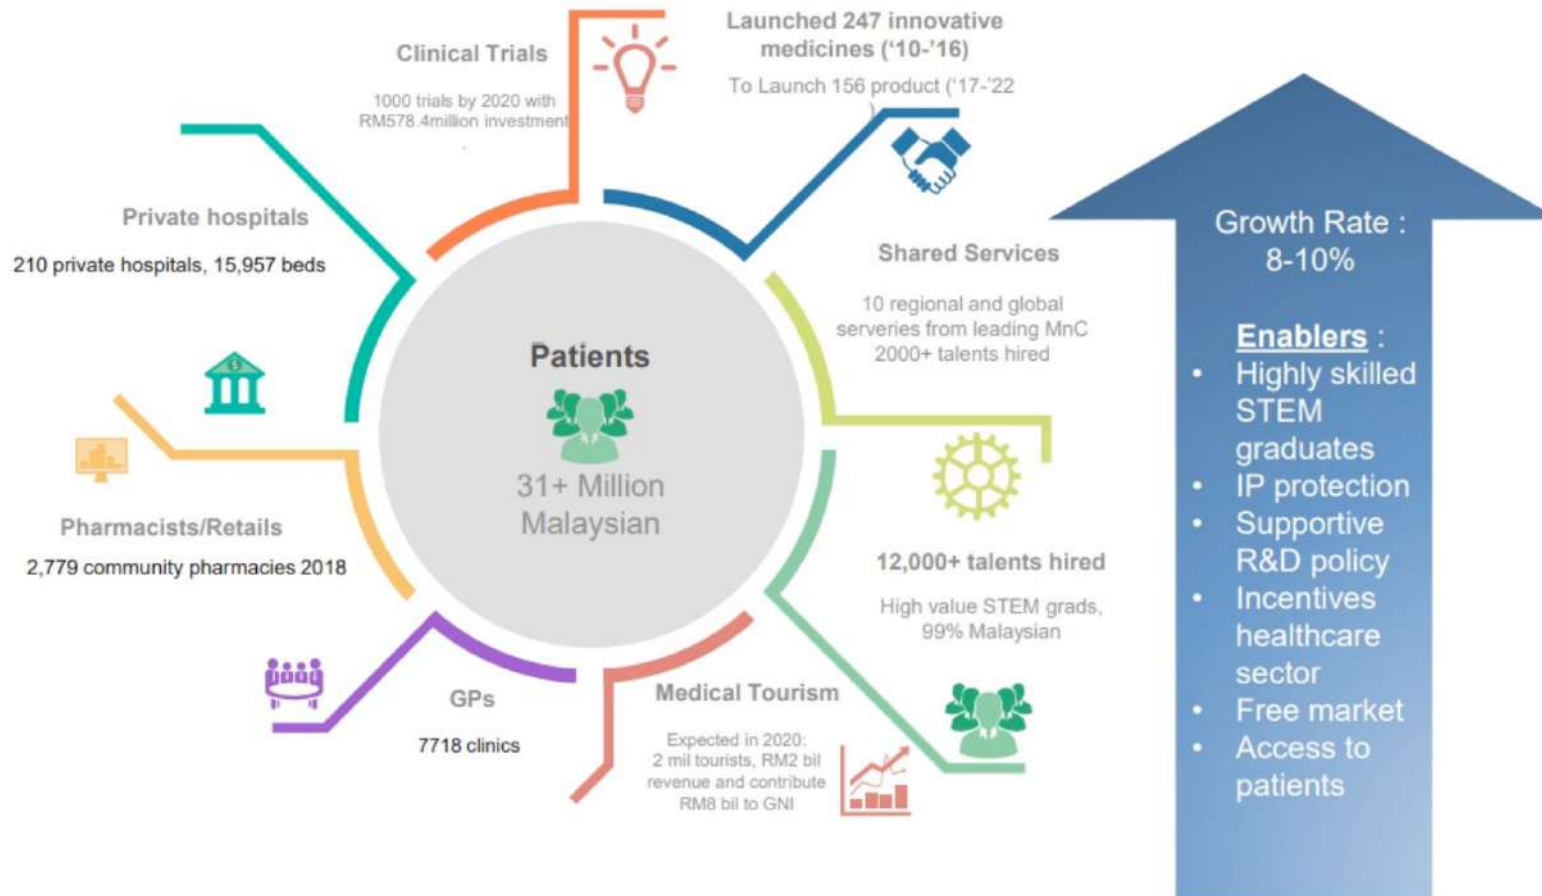 Clinical Trials
1000 trials by 2020 with
RM578.4million investment
.
Launched 247 innovative
medicines (‘10-’16)
To Launch 156 product (‘17-’22
)
Private hospitals
210 private hospitals, 15,957 beds
Shared Services
10 regional and global
serveries from leading MnC
2000+ talents hired
Patients
31+ Million
Malaysian
Pharmacists/Retails
2,779 community pharmacies 2018
12,000+ talents hired
High value STEM grads,
99% Malaysian
GPs
7718 clinics
Medical Tourism
Expected in 2020:
2 mil tourists, RM2 bil
revenue and contribute
RM8 bil to GNI
Growth Rate :
8-10%
Enablers :
• Highly skilled
STEM
graduates
• IP protection
• Supportive
R&D policy
• Incentives
healthcare
sector
• Free market
• Access to
patients